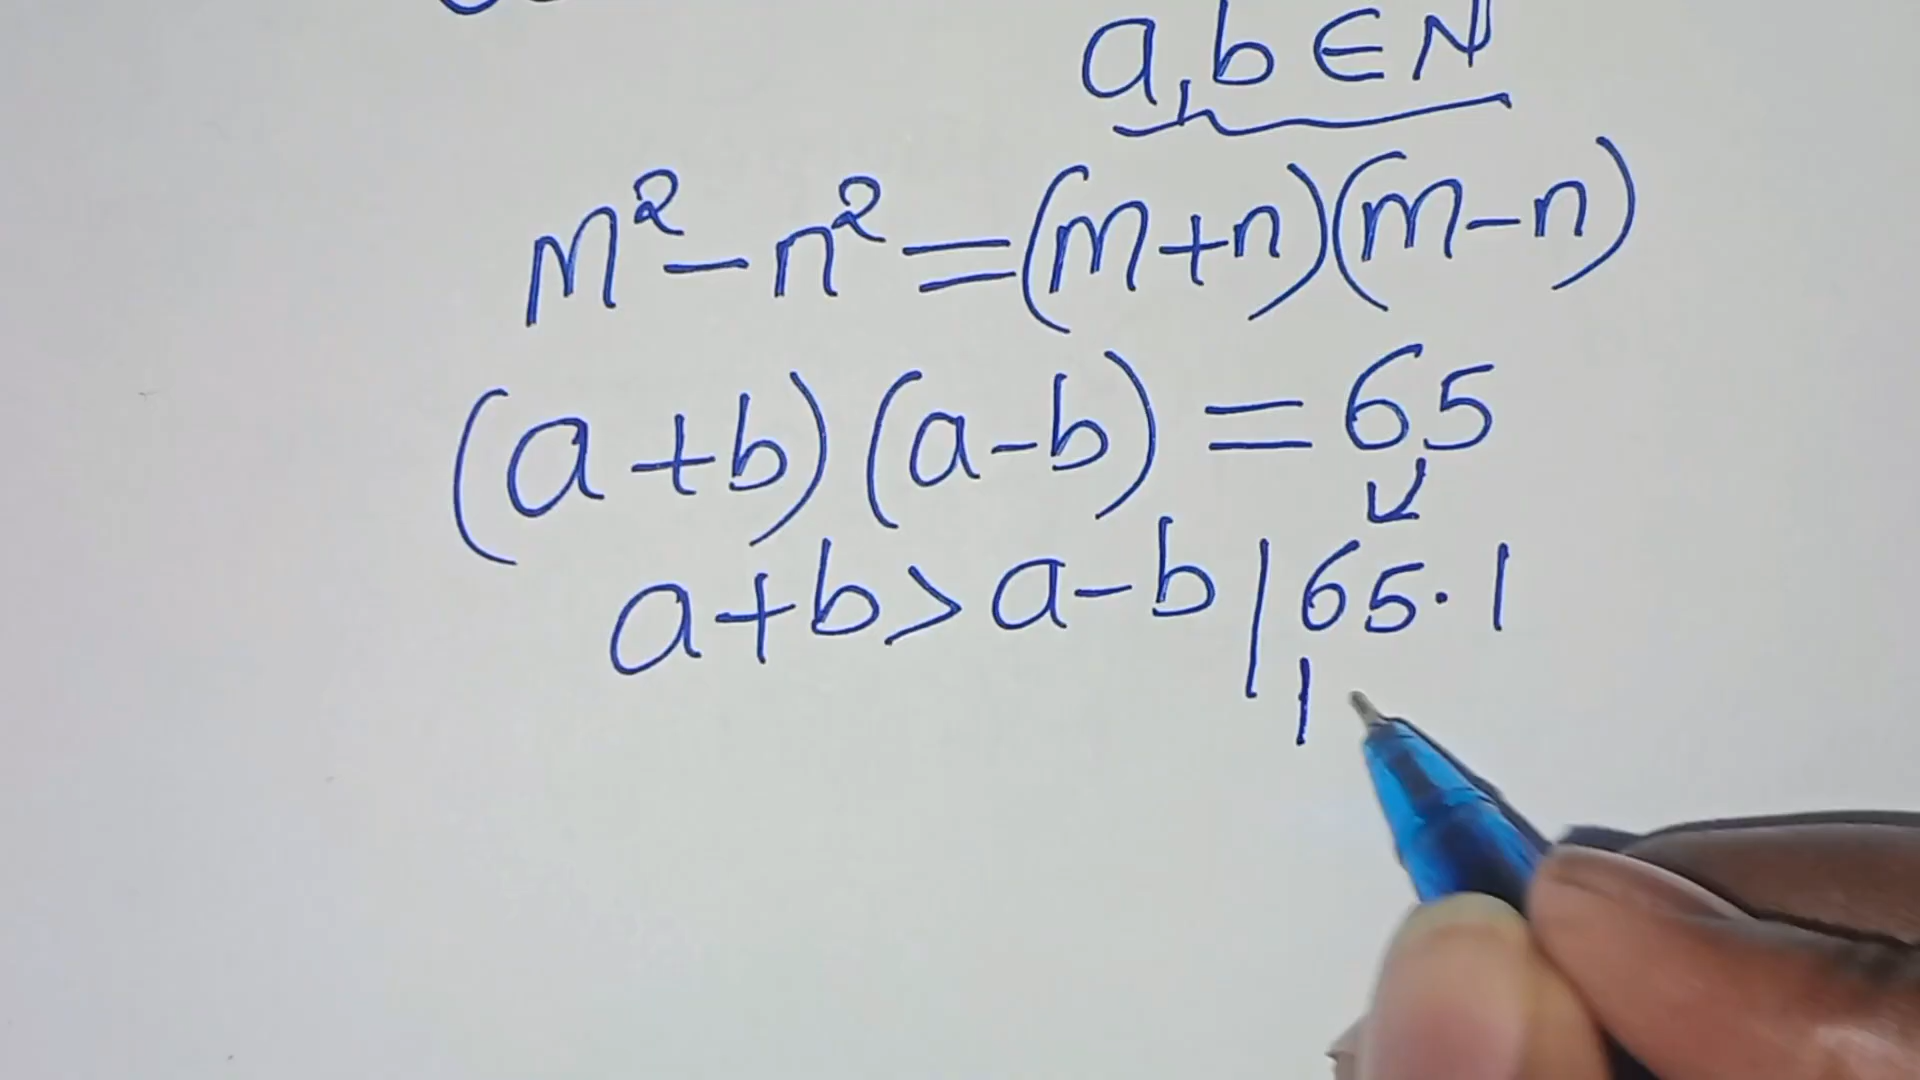 a,b ∈ N
m² - n² = (m+n)(m-n)
(a+b)(a-b) = 65
a+b > a-b | 65·1
1